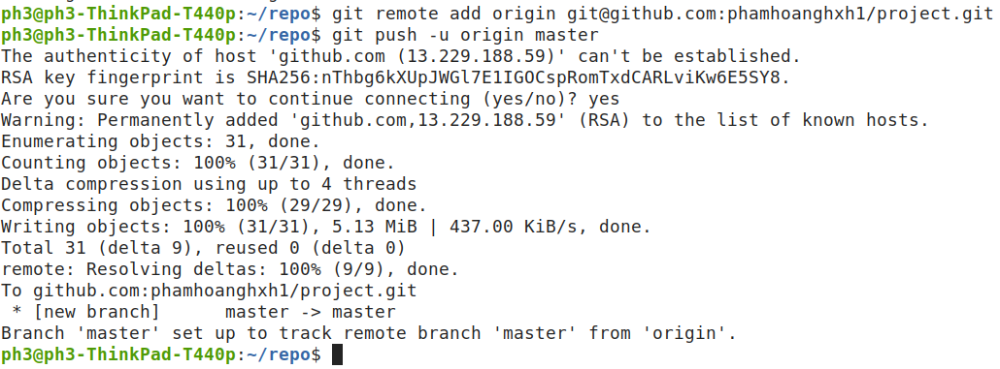 ph3@ph3-ThinkPad-T440p:~/repo$ git remote add origin git@github.com:phamhoanghxh1/project.git
ph3@ph3-ThinkPad-T440p:~/repo$ git push -u origin master
The authenticity of host 'github.com (13.229.188.59)' can't be established.
RSA key fingerprint is SHA256:nThbg6kXUpJWGl7E1IGOCspRomTxdCARLviKw6E5SY8.
Are you sure you want to continue connecting (yes/no)? yes
Warning: Permanently added 'github.com,13.229.188.59' (RSA) to the list of known hosts.
Enumerating objects: 31, done.
Counting objects: 100% (31/31), done.
Delta compression using up to 4 threads
Compressing objects: 100% (29/29), done.
Writing objects: 100% (31/31), 5.13 MiB | 437.00 KiB/s, done.
Total 31 (delta 9), reused 0 (delta 0)
remote: Resolving deltas: 100% (9/9), done.
To github.com:phamhoanghxh1/project.git
 * [new branch]      master -> master
Branch 'master' set up to track remote branch 'master' from 'origin'.
ph3@ph3-ThinkPad-T440p:~/repo$